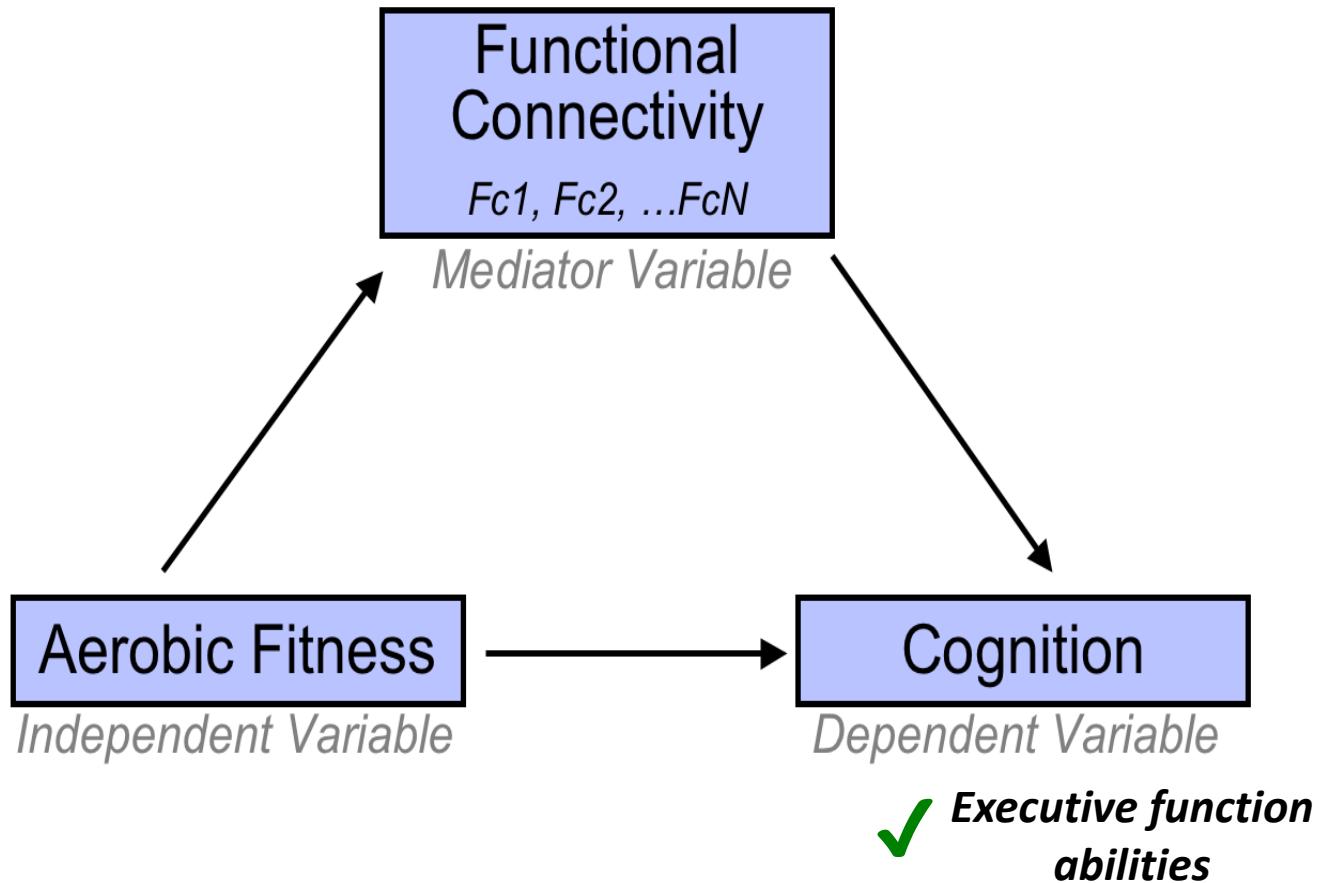 Functional
Connectivity
Fc1, Fc2, ...FcN
Mediator Variable
Aerobic Fitness
Independent Variable
Cognition
Dependent Variable
Executive function
abilities